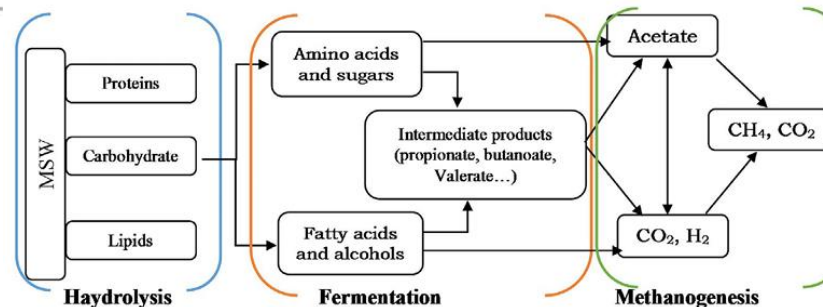 MSW
Proteins
Carbohydrate
Lipids
Haydrolysis
Amino acids
and sugars
Intermediate products
(propionate, butanoate,
Valerate...)
Fatty acids
and alcohols
Fermentation
Acetate
CH₄, CO₂
CO₂, H₂
Methanogenesis